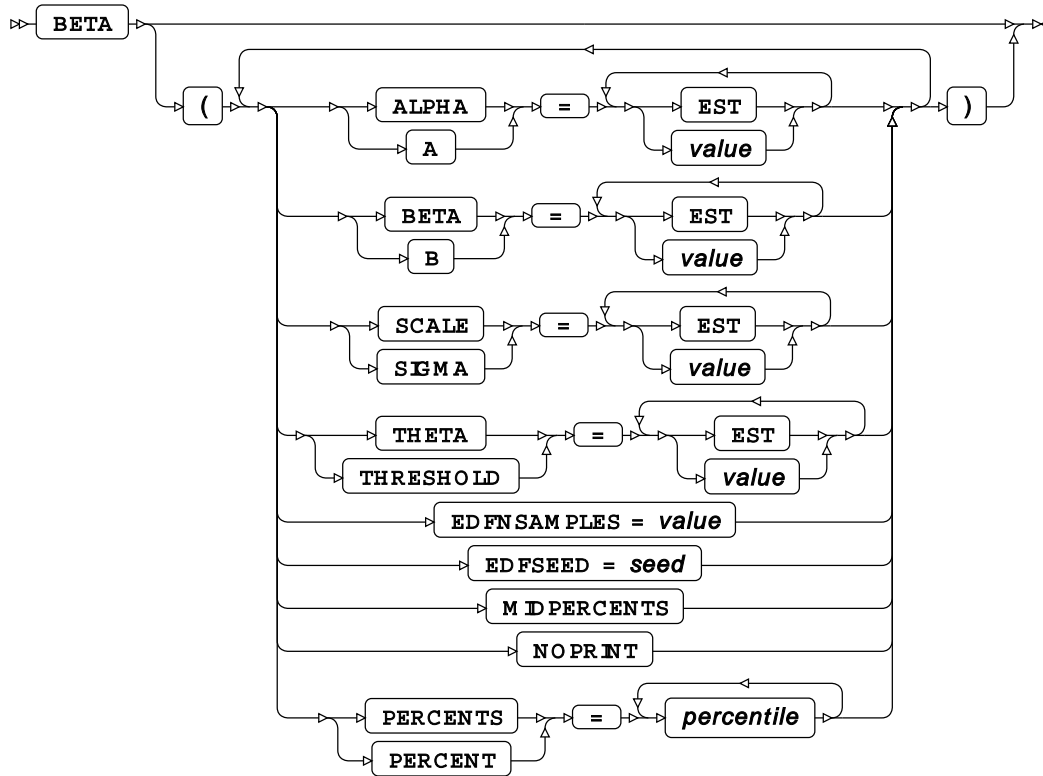 BETA
( ALPHA = EST )
A value
BETA = EST
B value
SCALE = EST
SIGMA value
THETA = EST
THRESHOLD value
EDFNSAMPLES = value
EDFSEED = seed
MIDPERCENTS
NOPRINT
PERCENTS = percentile
PERCENT